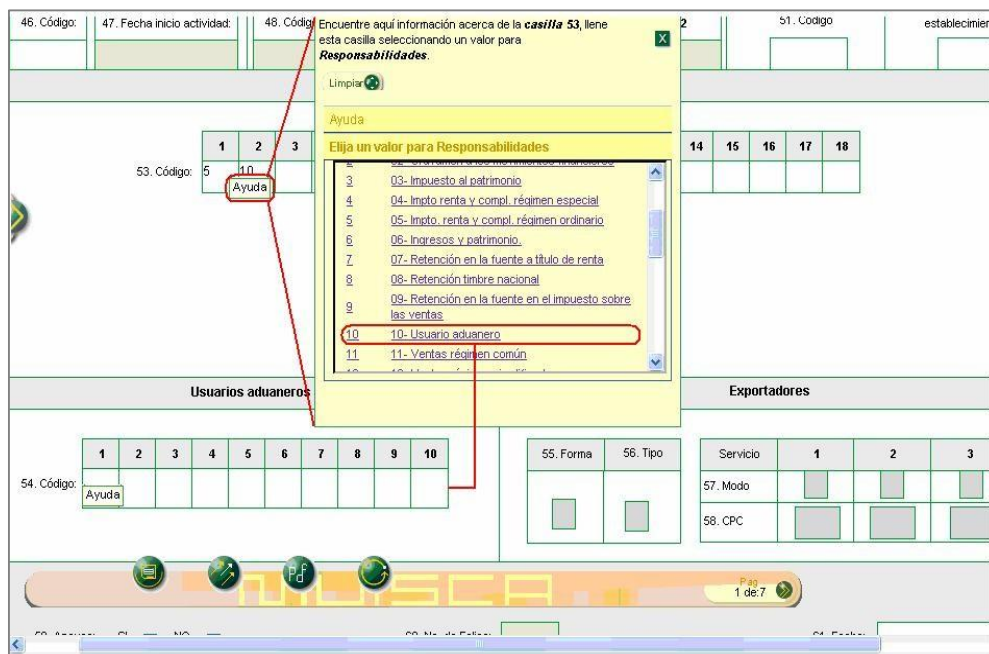 46. Código:
47. Fecha inicio actividad:
48. Códig
2
51. Código
establecimien
Encuentre aquí información acerca de la casilla 53, llene
esta casilla seleccionando un valor para
Responsabilidades.
X
Limpiar
Ayuda
Elija un valor para Responsabilidades
1 2 3 14 15 16 17 18
53. Código: 5 10
Ayuda
3 03- Impuesto al patrimonio
4 04- Impto renta y compl. régimen especial
5 05- Impto. renta y compl. régimen ordinario
6 06- Ingresos y patrimonio.
7 07- Retención en la fuente a título de renta
8 08- Retención timbre nacional
9 09- Retención en la fuente en el impuesto sobre
las ventas
10 10- Usuario aduanero
11 11- Ventas régimen común
Usuarios aduaneros
Exportadores
1 2 3 4 5 6 7 8 9 10
54. Código:
Ayuda
55. Forma 56. Tipo
Servicio 1 2 3
57. Modo
58. CPC
Pdf
MUISCA
Pag
1 de:7